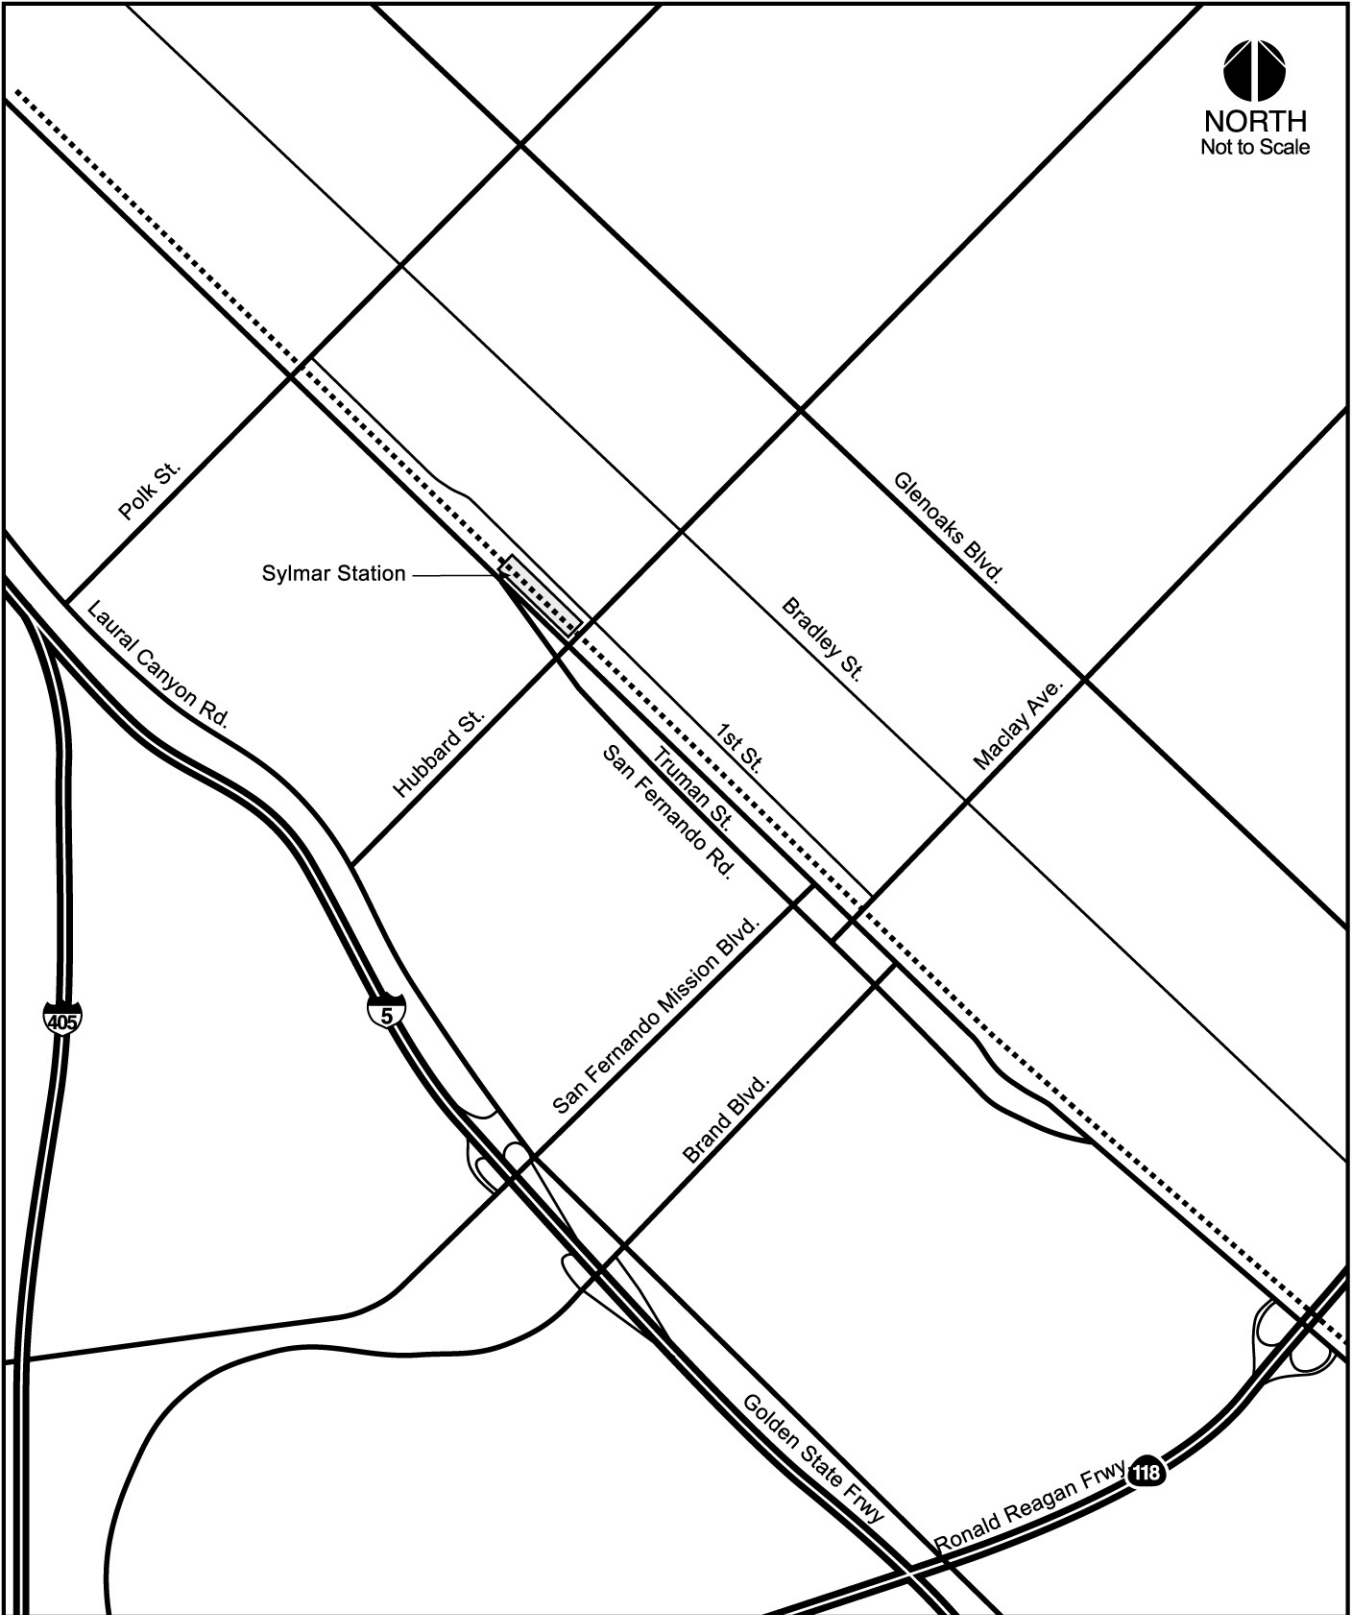 NORTH
Not to Scale
Polk St.
Glenoaks Blvd.
Sylmar Station
Laural Canyon Rd.
Bradley St.
Maclay Ave.
Hubbard St.
1st St.
Truman St.
San Fernando Rd.
San Fernando Mission Blvd.
405
5
Brand Blvd.
Golden State Frwy
Ronald Reagan Frwy
118